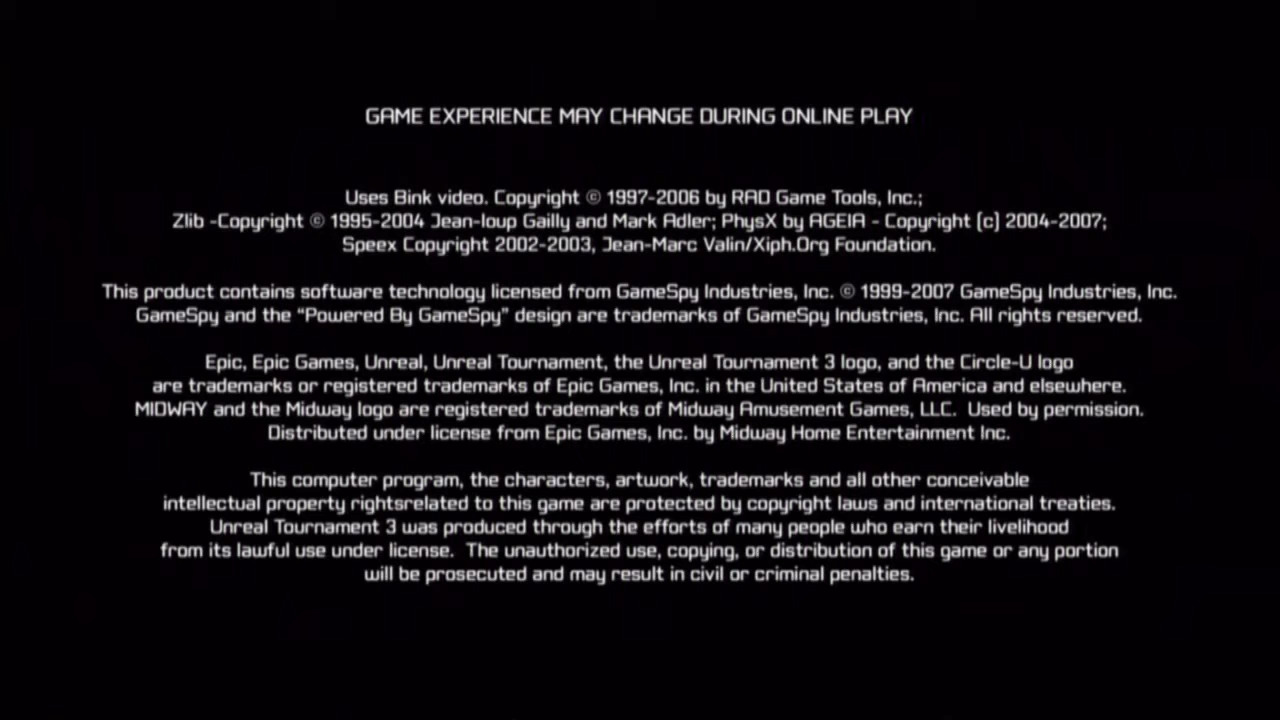 GAME EXPERIENCE MAY CHANGE DURING ONLINE PLAY
Uses Bink video. Copyright © 1997-2006 by RAD Game Tools, Inc.;
Zlib -Copyright © 1995-2004 Jean-loup Gailly and Mark Adler; PhysX by AGEIA - Copyright (c) 2004-2007;
Speex Copyright 2002-2003, Jean-Marc Valin/Xiph.Org Foundation.
This product contains software technology licensed from GameSpy Industries, Inc. © 1999-2007 GameSpy Industries, Inc.
GameSpy and the “Powered By GameSpy” design are trademarks of GameSpy Industries, Inc. All rights reserved.
Epic, Epic Games, Unreal, Unreal Tournament, the Unreal Tournament 3 logo, and the Circle-U logo
are trademarks or registered trademarks of Epic Games, Inc. in the United States of America and elsewhere.
MIDWAY and the Midway logo are registered trademarks of Midway Amusement Games, LLC.  Used by permission.
Distributed under license from Epic Games, Inc. by Midway Home Entertainment Inc.
This computer program, the characters, artwork, trademarks and all other conceivable
intellectual property rightsrelated to this game are protected by copyright laws and international treaties.
Unreal Tournament 3 was produced through the efforts of many people who earn their livelihood
from its lawful use under license.  The unauthorized use, copying, or distribution of this game or any portion
will be prosecuted and may result in civil or criminal penalties.